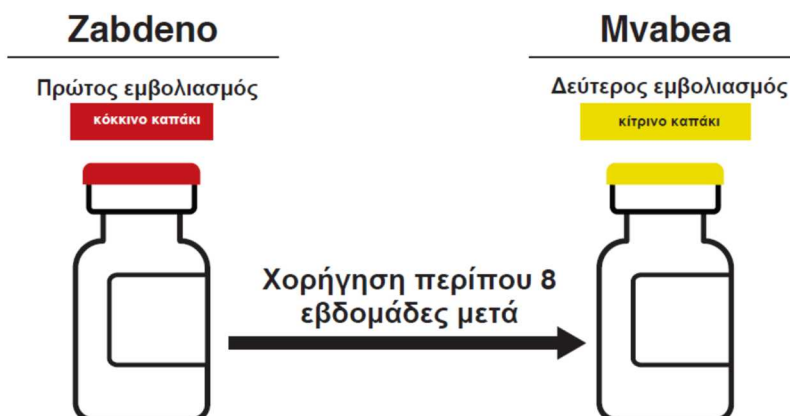 Zabdeno
Πρώτος εμβολιασμός
κόκκινο καπάκι
Mvabea
Δεύτερος εμβολιασμός
κίτρινο καπάκι
Χορήγηση περίπου 8
εβδομάδες μετά